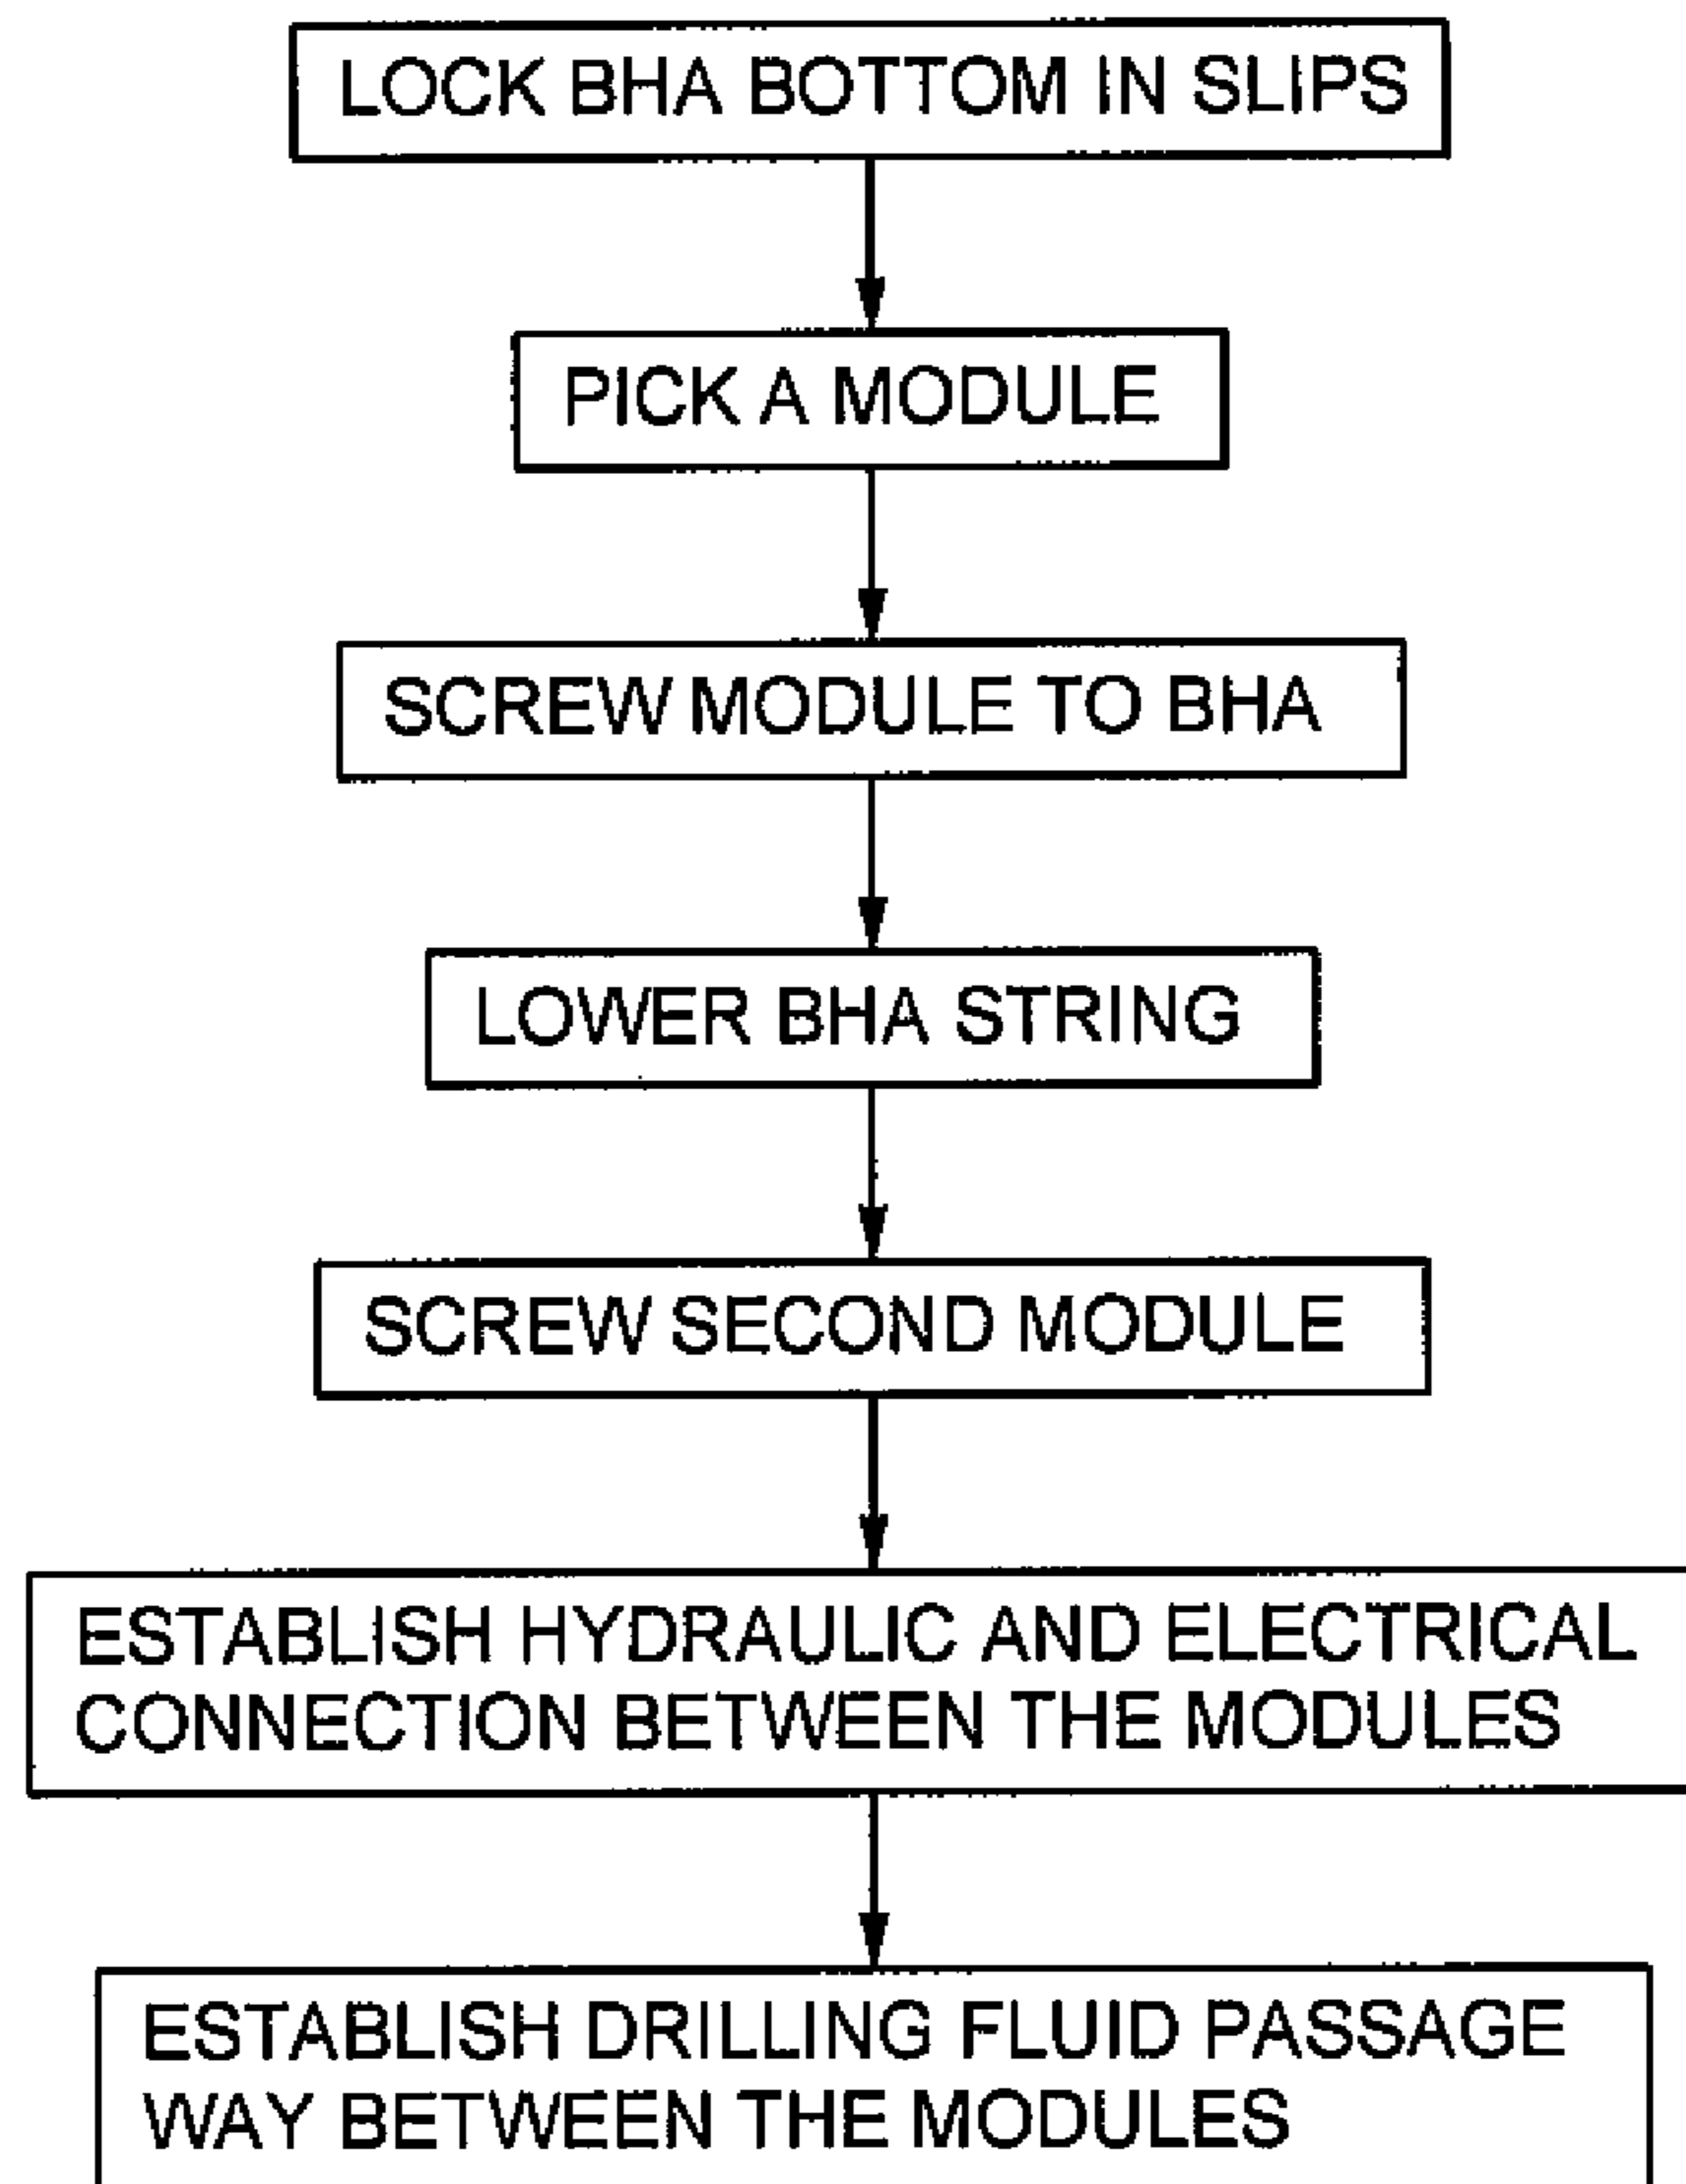 LOCK BHA BOTTOM IN SLIPS
PICK A MODULE
SCREW MODULE TO BHA
LOWER BHA STRING
SCREW SECOND MODULE
ESTABLISH HYDRAULIC AND ELECTRICAL
CONNECTION BETWEEN THE MODULES
ESTABLISH DRILLING FLUID PASSAGE
WAY BETWEEN THE MODULES